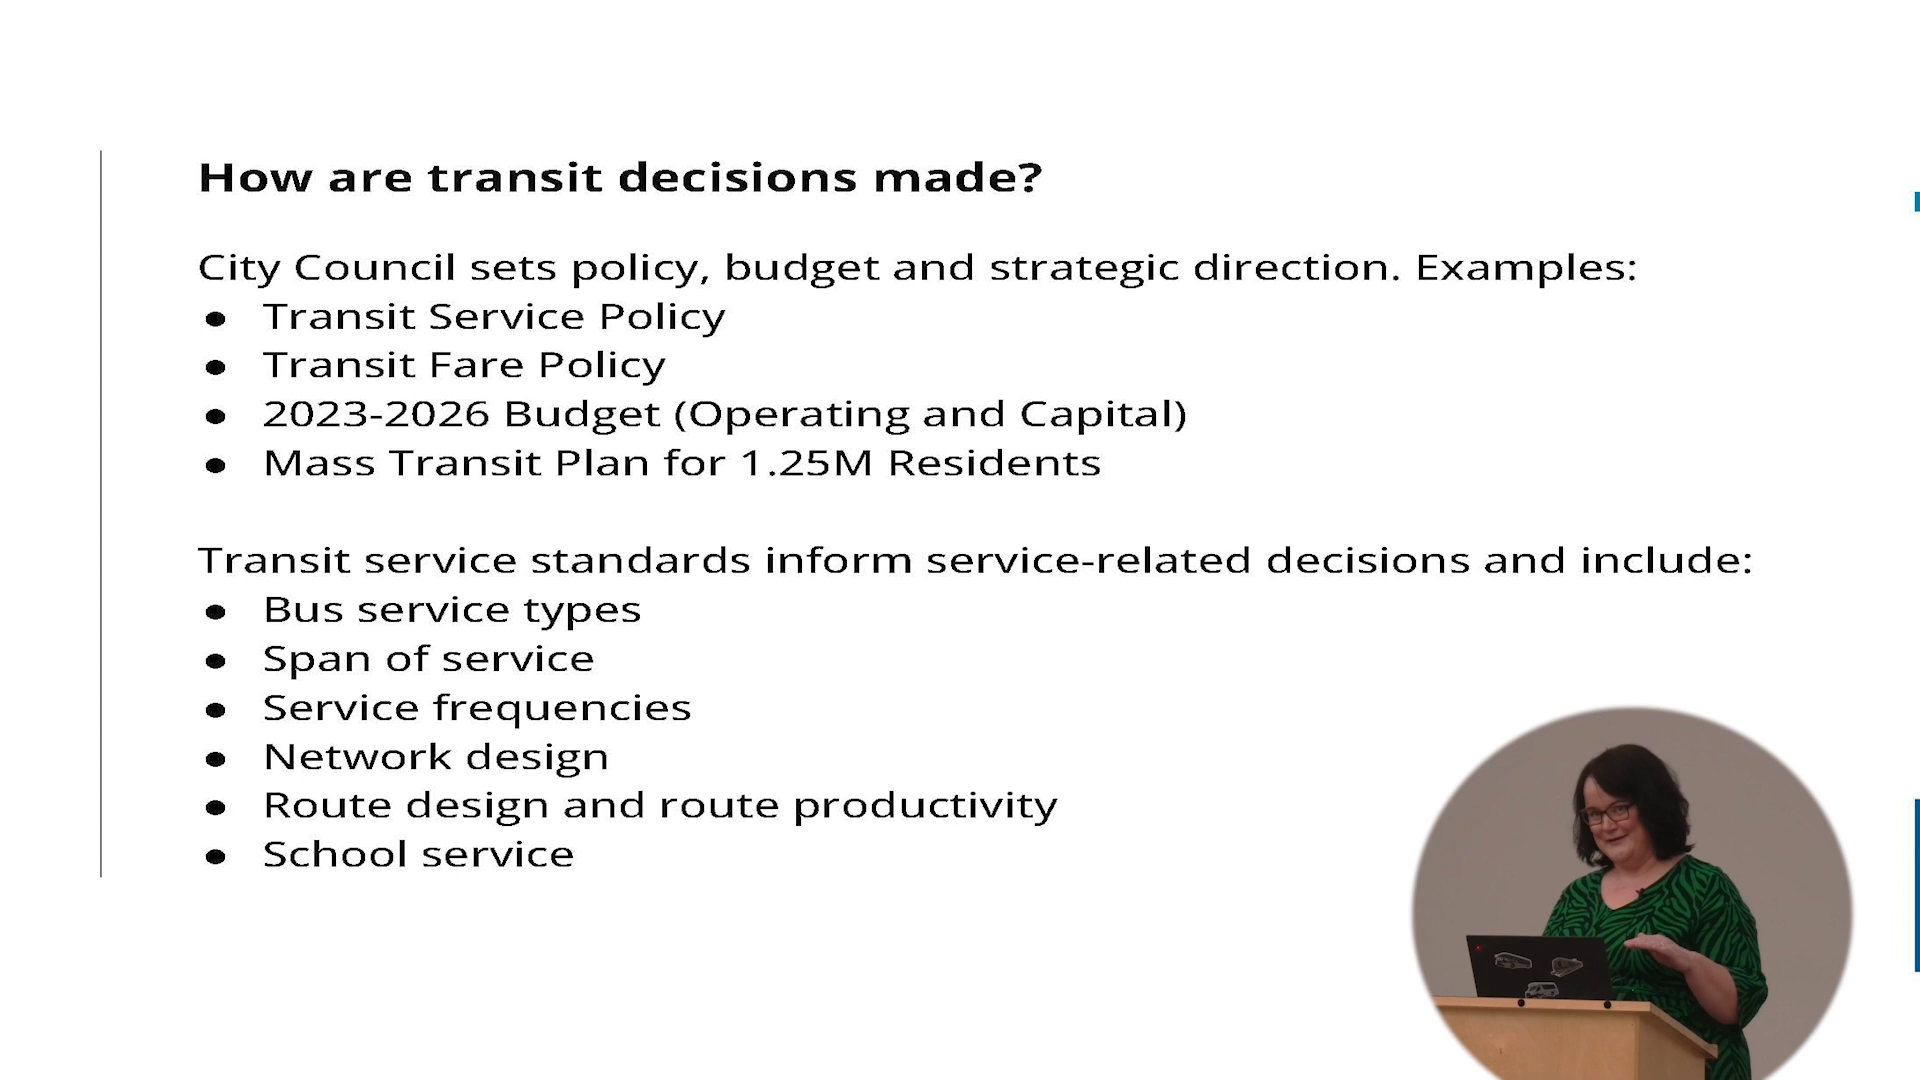 How are transit decisions made?
City Council sets policy, budget and strategic direction. Examples:
● Transit Service Policy
● Transit Fare Policy
● 2023-2026 Budget (Operating and Capital)
● Mass Transit Plan for 1.25M Residents
Transit service standards inform service-related decisions and include:
● Bus service types
● Span of service
● Service frequencies
● Network design
● Route design and route productivity
● School service